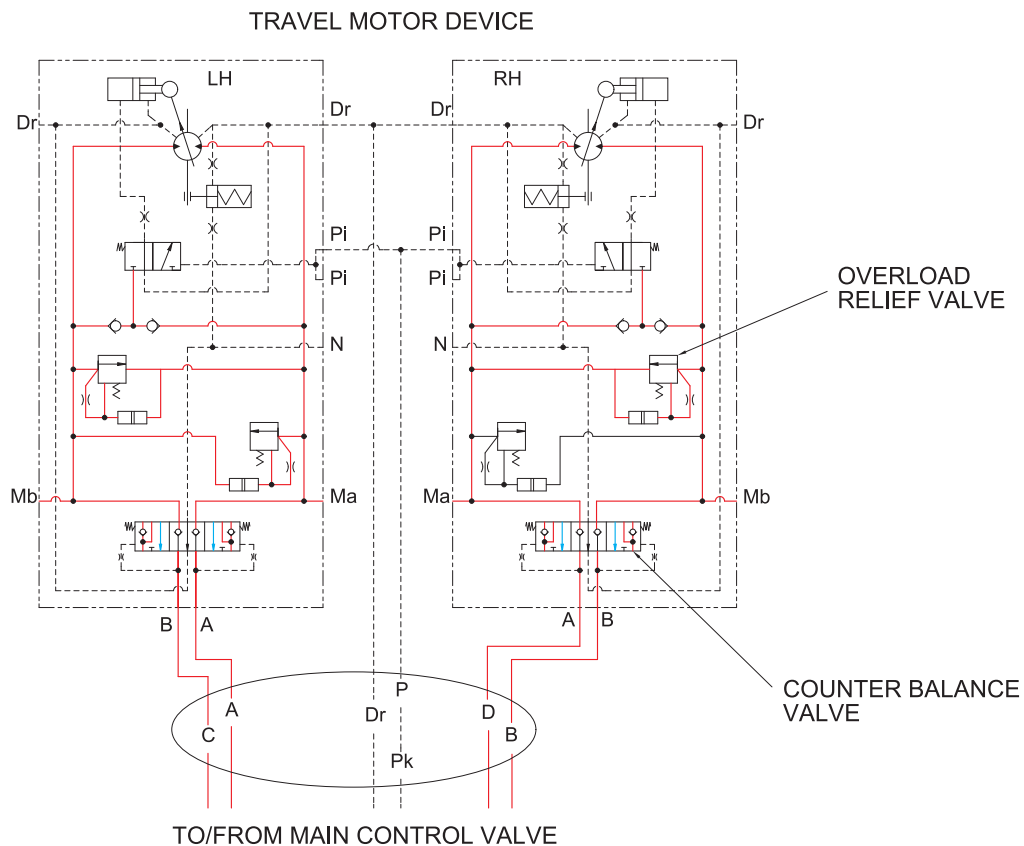 TRAVEL MOTOR DEVICE
LH
RH
Dr
Dr
Dr
Dr
Pi
Pi
Pi
Pi
OVERLOAD
RELIEF VALVE
N
N
Mb
Ma
Ma
Mb
B
A
A
B
P
A
D
Dr
C
B
Pk
COUNTER BALANCE
VALVE
TO/FROM MAIN CONTROL VALVE